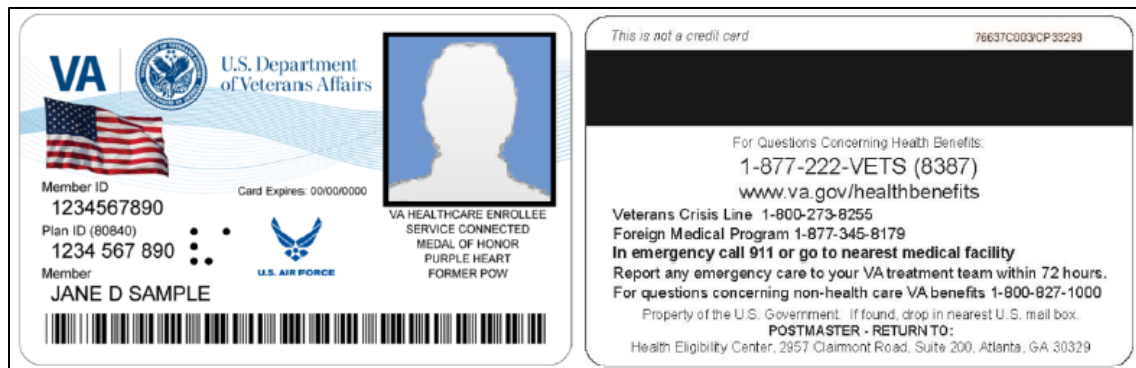 VA
U.S. Department
of Veterans Affairs
Member ID
1234567890
Card Expires: 00/00/0000
Plan ID (80840)
1234 567 890
U.S. AIR FORCE
Member
JANE D SAMPLE
VA HEALTHCARE ENROLLEE
SERVICE CONNECTED
MEDAL OF HONOR
PURPLE HEART
FORMER POW
This is not a credit card
76637C003/CP33293
For Questions Concerning Health Benefits:
1-877-222-VETS (8387)
www.va.gov/healthbenefits
Veterans Crisis Line 1-800-273-8255
Foreign Medical Program 1-877-345-8179
In emergency call 911 or go to nearest medical facility
Report any emergency care to your VA treatment team within 72 hours.
For questions concerning non-health care VA benefits 1-800-827-1000
Property of the U.S. Government. If found, drop in nearest U.S. mail box.
POSTMASTER - RETURN TO:
Health Eligibility Center, 2957 Clairmont Road, Suite 200, Atlanta, GA 30329